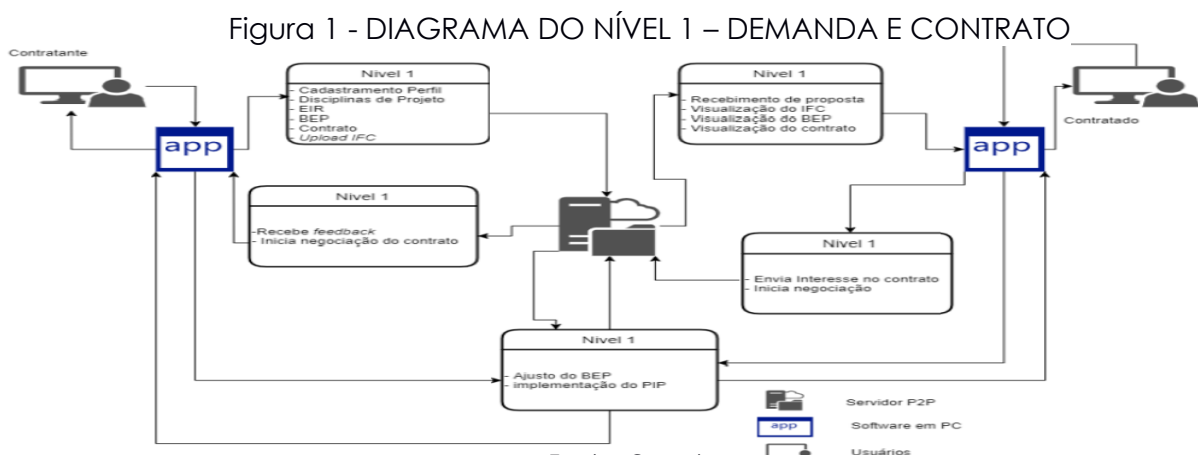 Figura 1 - DIAGRAMA DO NÍVEL 1 – DEMANDA E CONTRATO
Contratante
Nível 1
- Cadastramento Perfil
- Disciplinas de Projeto
- EIR
- BEP
- Contrato
- Upload IFC
Nível 1
- Recebimento de proposta
- Visualização do IFC
- Visualização do BEP
- Visualização do contrato
Contratado
app
app
Nível 1
-Recebe feedback
- Inicia negociação do contrato
Nível 1
- Envia Interesse no contrato
- Inicia negociação
Nível 1
- Ajusto do BEP
- implementação do PIP
Servidor P2P
app
Software em PC
Usuários